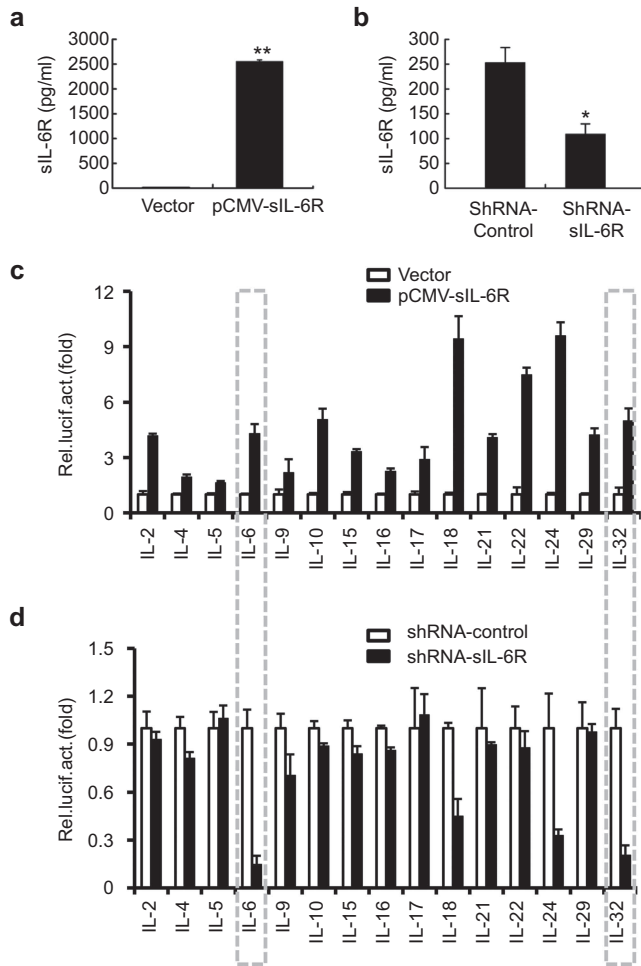 a
sIL-6R (pg/ml)
3000
2500
2000
1500
1000
500
0
**
Vector
pCMV-sIL-6R
b
sIL-6R (pg/ml)
300
250
200
150
100
50
0
*
ShRNA-
Control
ShRNA-
sIL-6R
c
Vector
pCMV-sIL-6R
Rel.lucif.act.(fold)
12
9
6
3
0
IL-2
IL-4
IL-5
IL-6
IL-9
IL-10
IL-15
IL-16
IL-17
IL-18
IL-21
IL-22
IL-24
IL-29
IL-32
d
shRNA-control
shRNA-sIL-6R
Rel.lucif.act.(fold)
1.5
1.2
0.9
0.6
0.3
0
IL-2
IL-4
IL-5
IL-6
IL-9
IL-10
IL-15
IL-16
IL-17
IL-18
IL-21
IL-22
IL-24
IL-29
IL-32